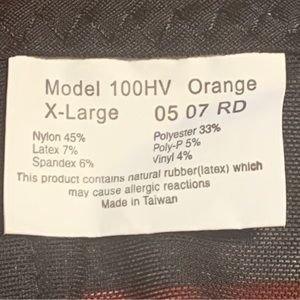 Model 100HV Orange
X-Large 05 07 RD
Nylon 45% Polyester 33%
Latex 7% Poly-P 5%
Spandex 6% Vinyl 4%
This product contains natural rubber(latex) which
may cause allergic reactions
Made in Taiwan